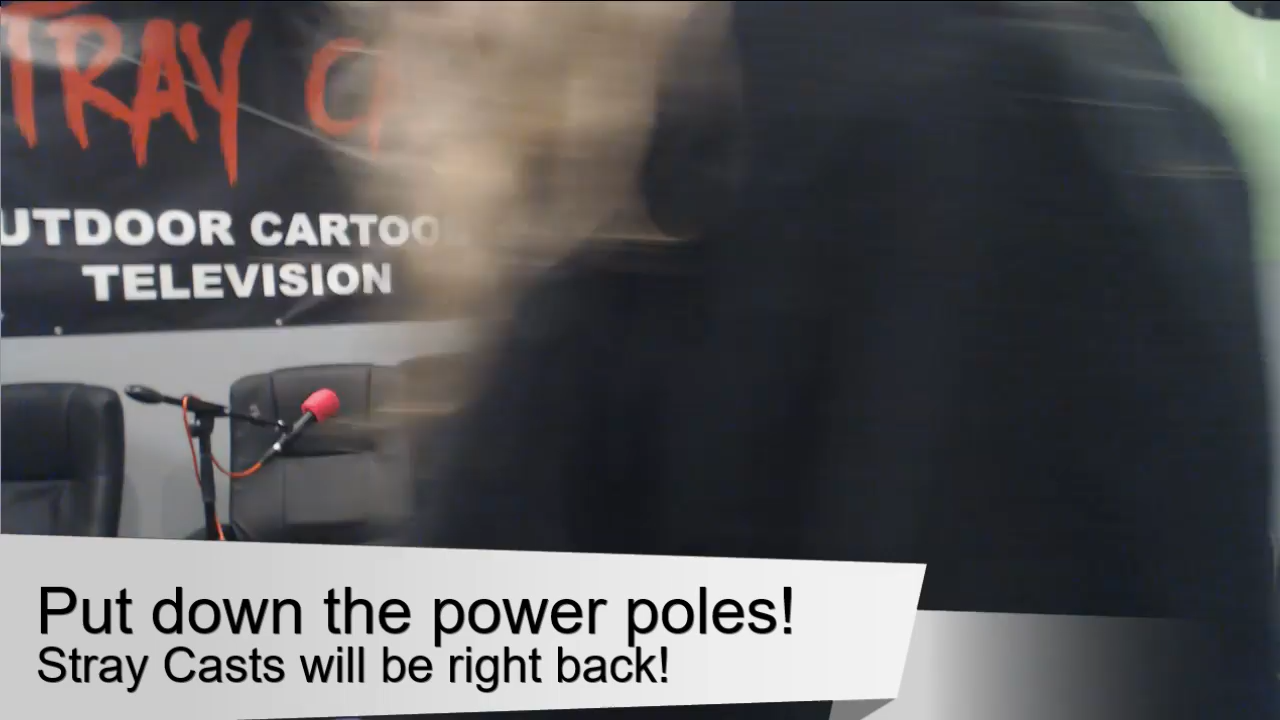 TRAY C
UTDOOR CARTOO
TELEVISION
Put down the power poles!
Stray Casts will be right back!